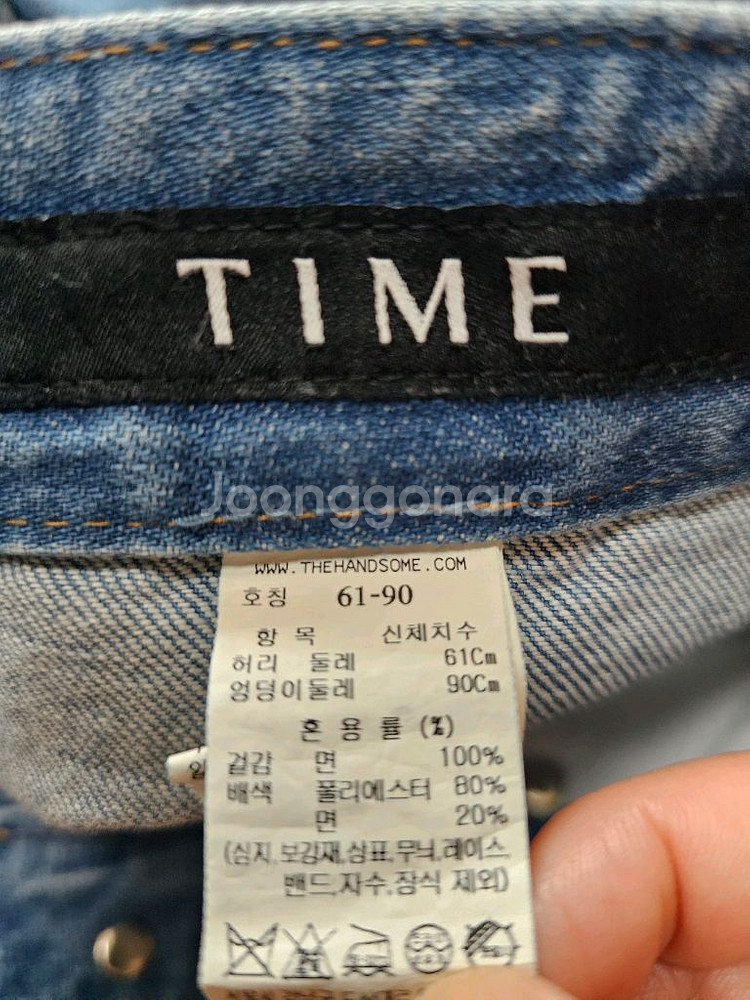 TIME
Joonggonara
WWW.THEHANDSOME.COM
호칭 61-90
항 목 신체치수
허리 둘레 61Cm
엉덩이둘레 90Cm
혼 용 률 (%)
겉감 면 100%
배색 폴리에스터 80%
면 20%
(심지,보강재,상표,무늬,레이스,
밴드,자수,장식 제외)